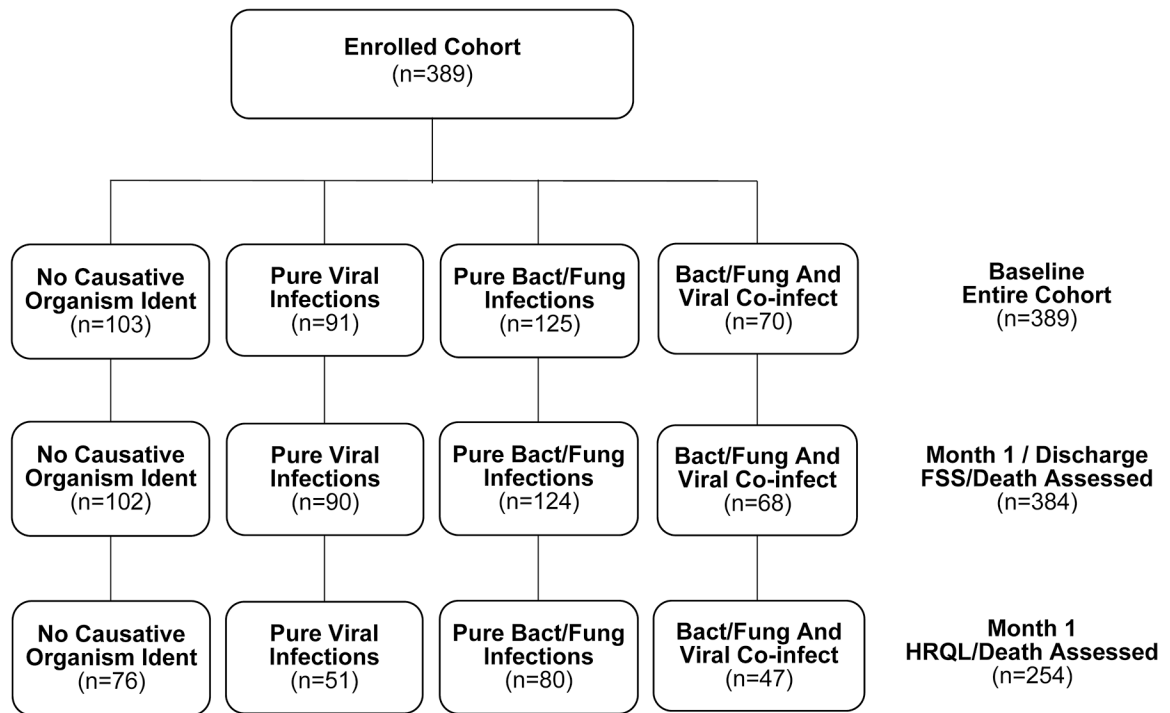 Enrolled Cohort
(n=389)
No Causative
Organism Ident
(n=103)
Pure Viral
Infections
(n=91)
Pure Bact/Fung
Infections
(n=125)
Bact/Fung And
Viral Co-infect
(n=70)
Baseline
Entire Cohort
(n=389)
No Causative
Organism Ident
(n=102)
Pure Viral
Infections
(n=90)
Pure Bact/Fung
Infections
(n=124)
Bact/Fung And
Viral Co-infect
(n=68)
Month 1 / Discharge
FSS/Death Assessed
(n=384)
No Causative
Organism Ident
(n=76)
Pure Viral
Infections
(n=51)
Pure Bact/Fung
Infections
(n=80)
Bact/Fung And
Viral Co-infect
(n=47)
Month 1
HRQL/Death Assessed
(n=254)